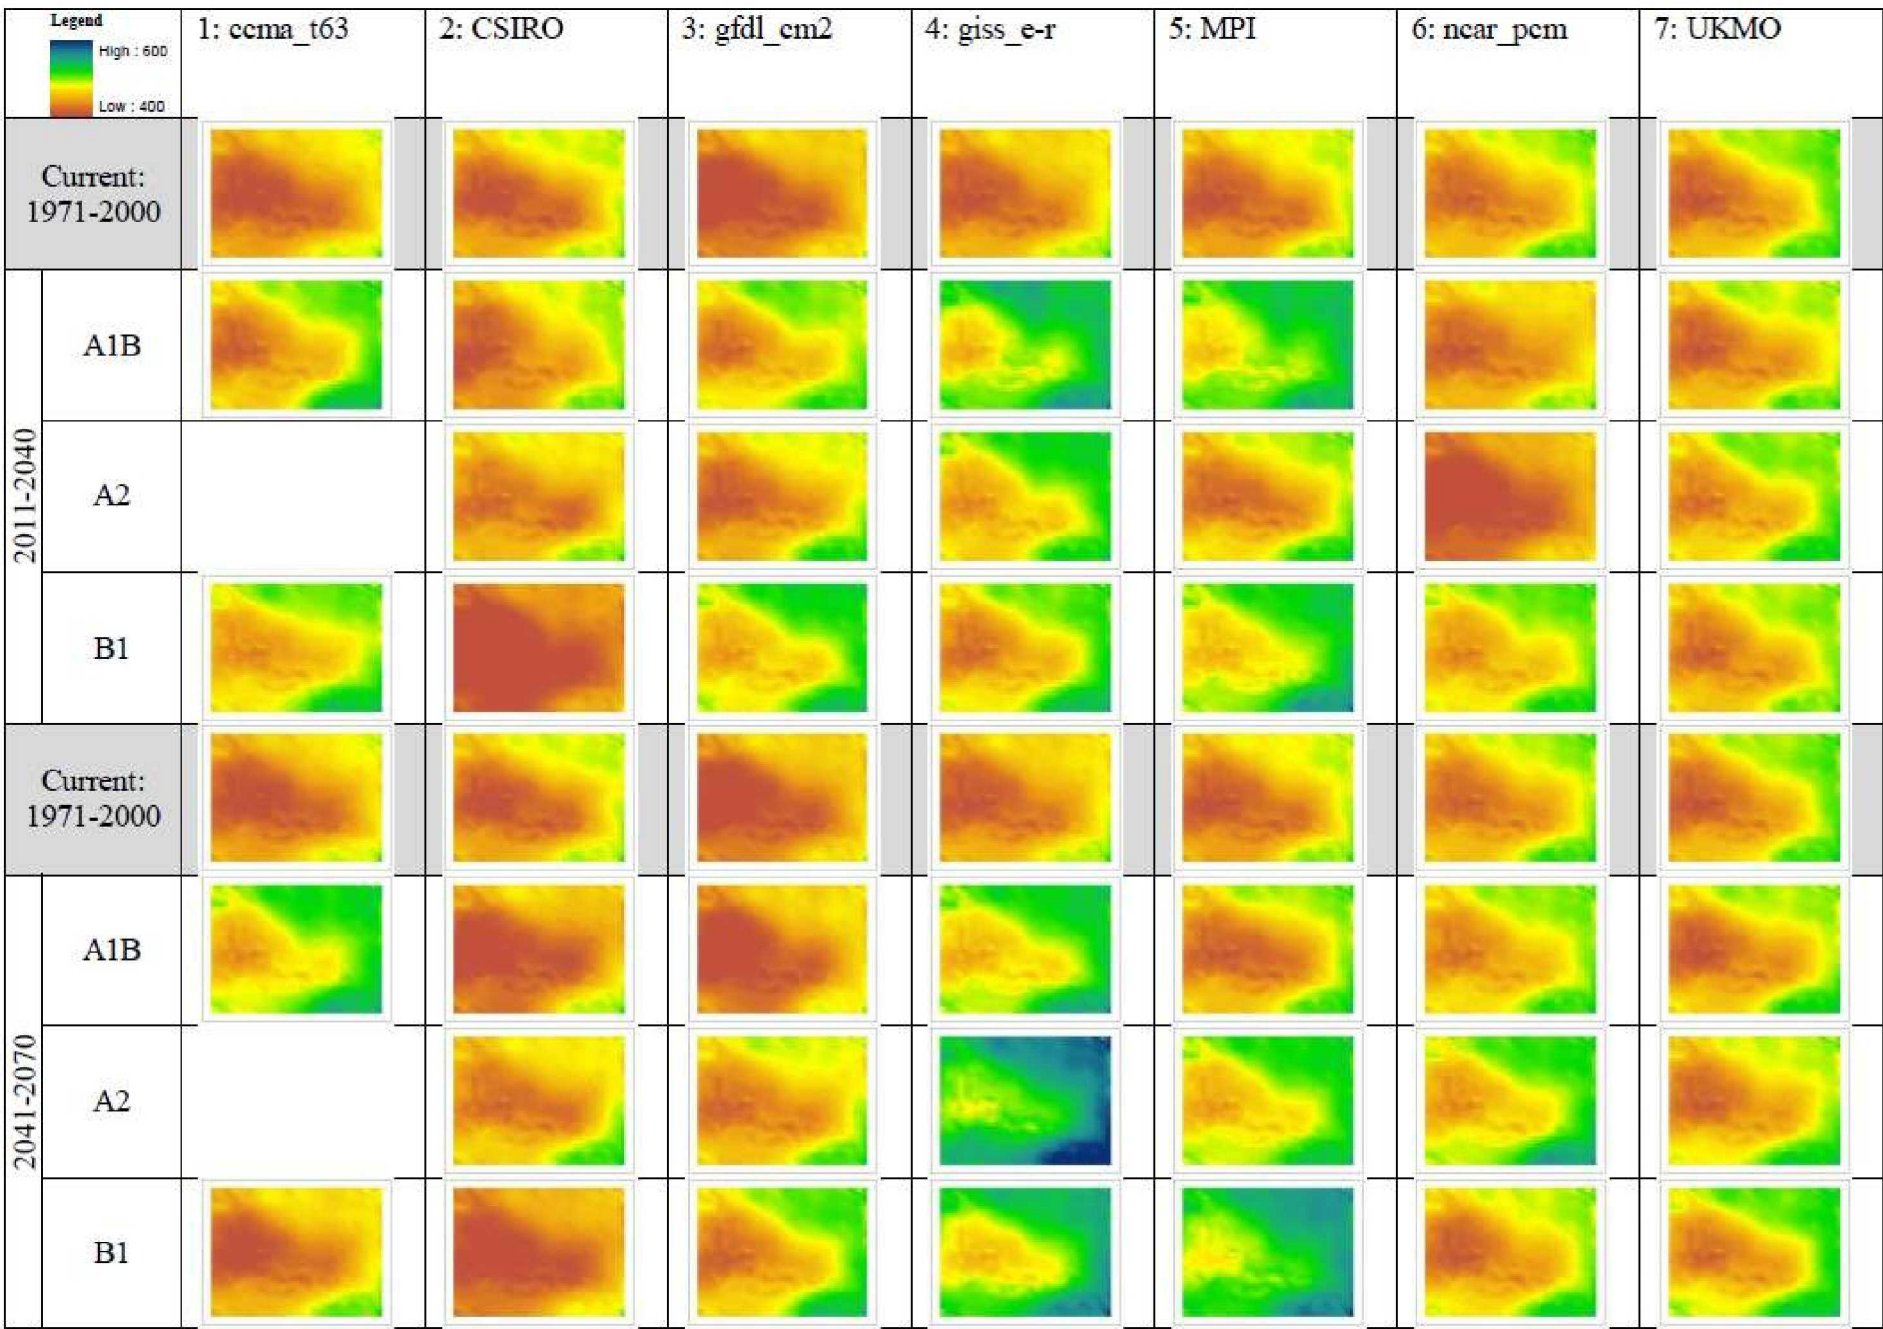 Legend
High : 600
Low : 400
1: ccma_t63
2: CSIRO
3: gfdl_cm2
4: giss_e-r
5: MPI
6: ncar_pcm
7: UKMO
Current:
1971-2000
2011-2040
A1B
A2
B1
Current:
1971-2000
2041-2070
A1B
A2
B1